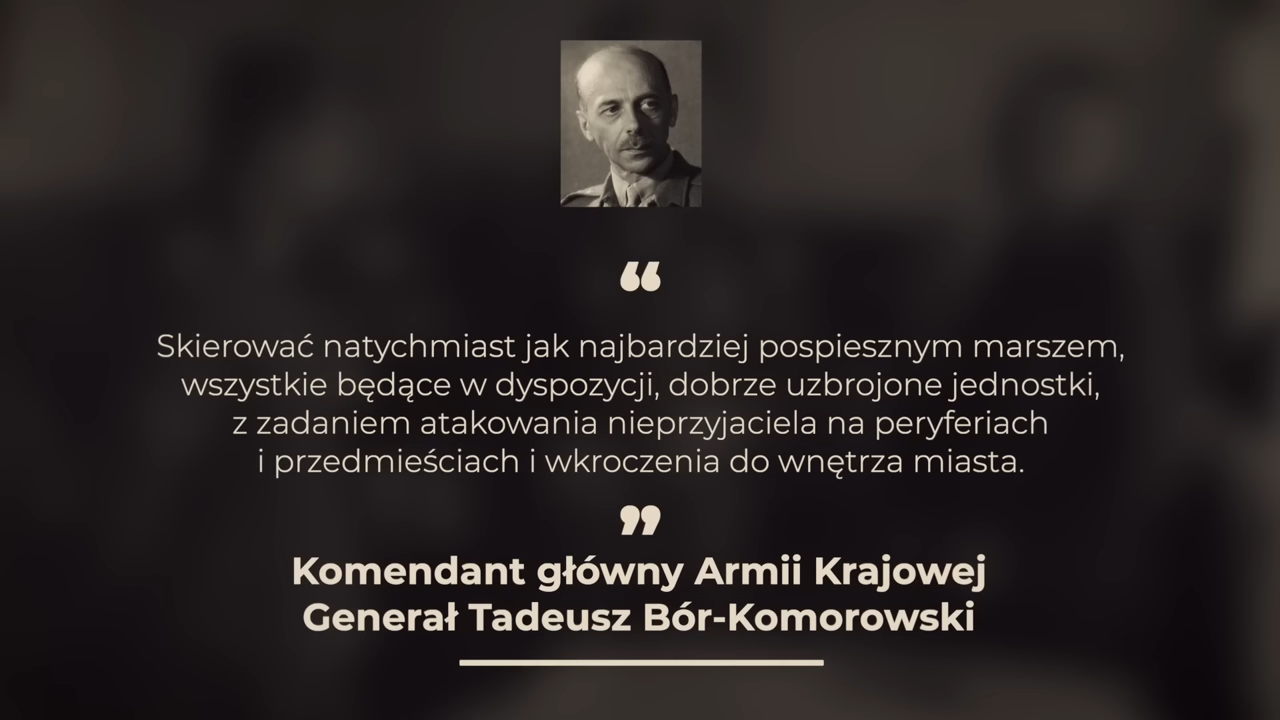 “
Skierować natychmiast jak najbardziej pospiesznym marszem,
wszystkie będące w dyspozycji, dobrze uzbrojone jednostki,
z zadaniem atakowania nieprzyjaciela na peryferiach
i przedmieściach i wkroczenia do wnętrza miasta.
”
Komendant główny Armii Krajowej
Generał Tadeusz Bór-Komorowski